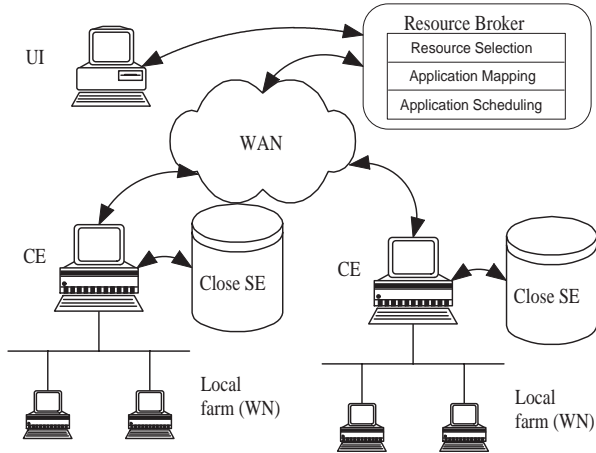 Resource Broker
UI
Resource Selection
Application Mapping
Application Scheduling
WAN
CE
Close SE
CE
Close SE
Local
farm (WN)
Local
farm (WN)